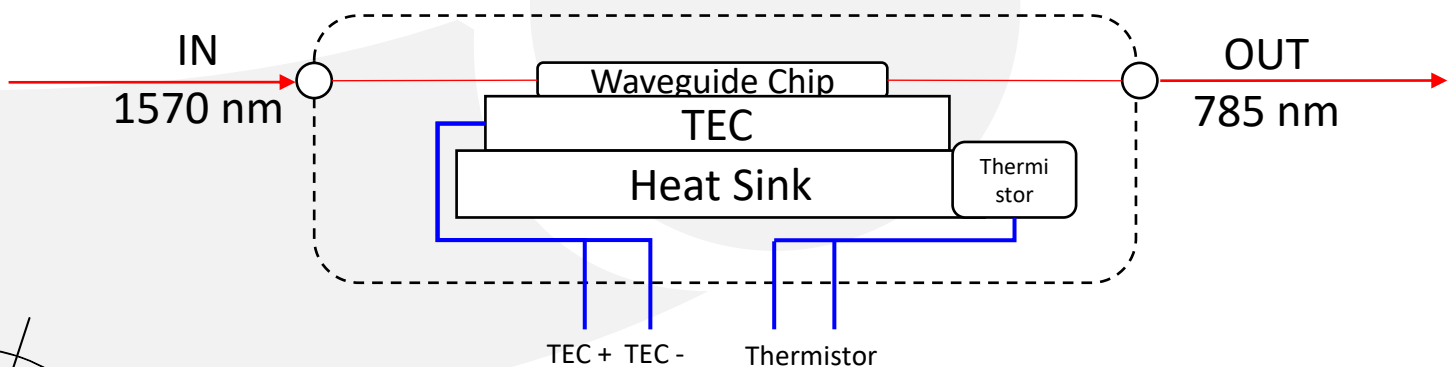 IN
1570 nm
OUT
785 nm
Waveguide Chip
TEC
Heat Sink
Thermi
stor
TEC + TEC -
Thermistor